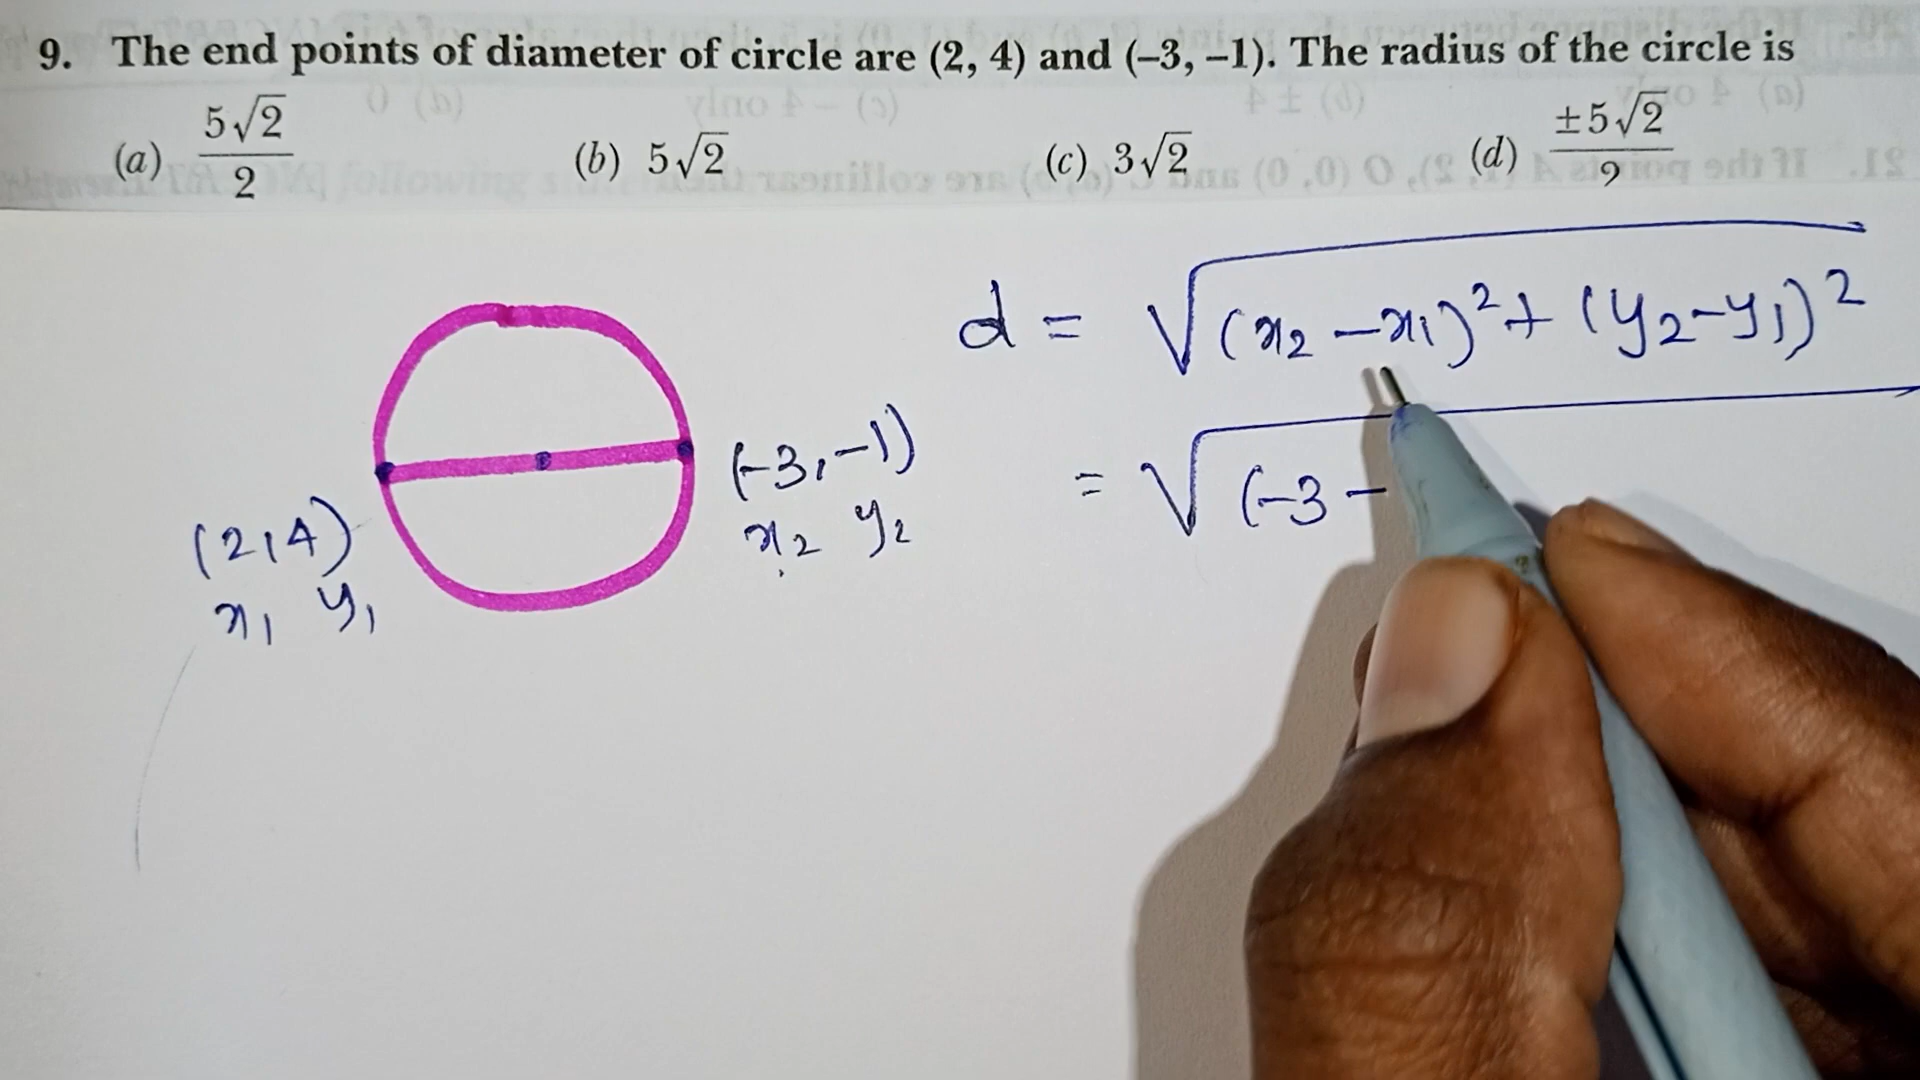 9. The end points of diameter of circle are (2, 4) and (–3, –1). The radius of the circle is
(a) 5√2/2 (b) 5√2 (c) 3√2 (d) ±5√2/2
d = √(x₂ – x₁)² + (y₂ – y₁)²
= √(–3 –
(–3, –1)
x₂ y₂
(2, 4)
x₁ y₁